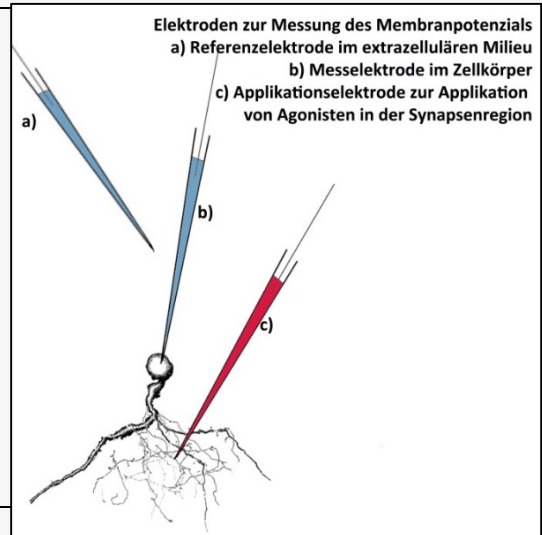 Elektroden zur Messung des Membranpotenzials
a) Referenzelektrode im extrazellulären Milieu
b) Messelektrode im Zellkörper
c) Applikationselektrode zur Applikation
von Agonisten in der Synapsenregion
a)
b)
c)